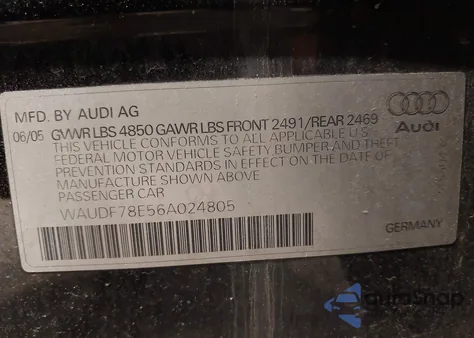 MFD. BY AUDI AG
06/05 GVWR LBS 4850 GAWR LBS FRONT 2491/REAR 2469
THIS VEHICLE CONFORMS TO ALL APPLICABLE U.S.
FEDERAL MOTOR VEHICLE SAFETY BUMPER AND THEFT
PREVENTION STANDARDS IN EFFECT ON THE DATE OF
MANUFACTURE SHOWN ABOVE
PASSENGER CAR
WAUDF78E56A024805
Audi
GERMANY